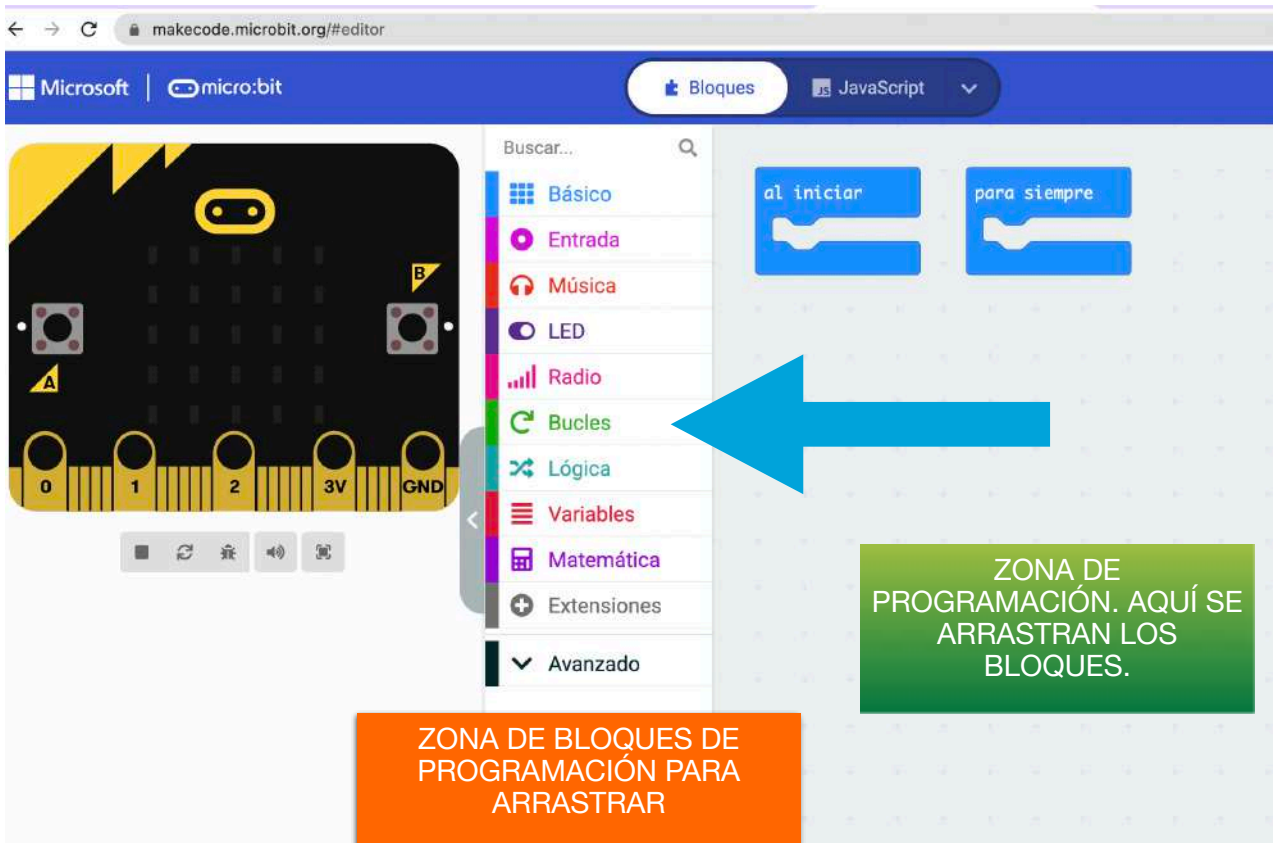 makecode.microbit.org/#editor
Microsoft micro:bit
Bloques
JS JavaScript
Buscar...
Básico
Entrada
Música
LED
Radio
Bucles
Lógica
Variables
Matemática
Extensiones
Avanzado
al iniciar
para siempre
B
A
0 1 2 3V GND
ZONA DE
PROGRAMACIÓN. AQUÍ SE
ARRASTRAN LOS
BLOQUES.
ZONA DE BLOQUES DE
PROGRAMACIÓN PARA
ARRASTRAR